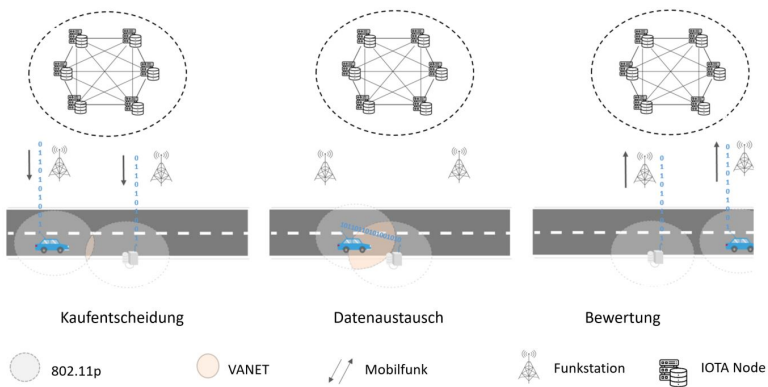 Kaufentscheidung
Datenaustausch
Bewertung
802.11p
VANET
Mobilfunk
Funkstation
IOTA Node